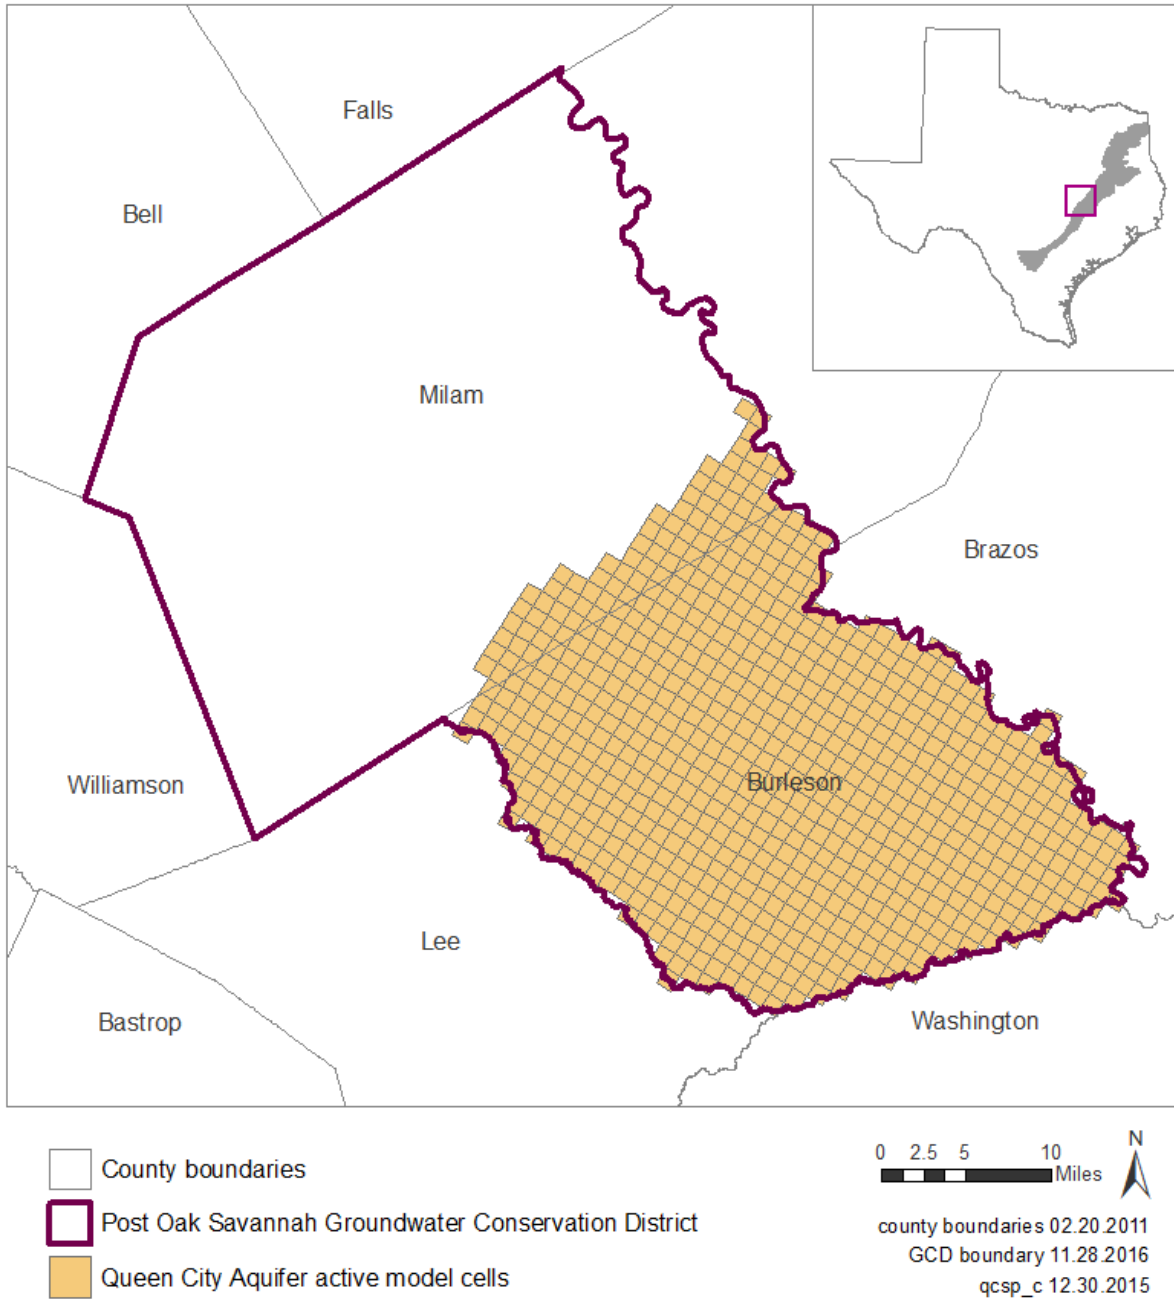 Falls
Bell
Milam
Brazos
Williamson
Burleson
Lee
Bastrop
Washington
County boundaries
Post Oak Savannah Groundwater Conservation District
Queen City Aquifer active model cells
0 2.5 5 10
Miles
N
county boundaries 02.20.2011
GCD boundary 11.28.2016
qcsp_c 12.30.2015